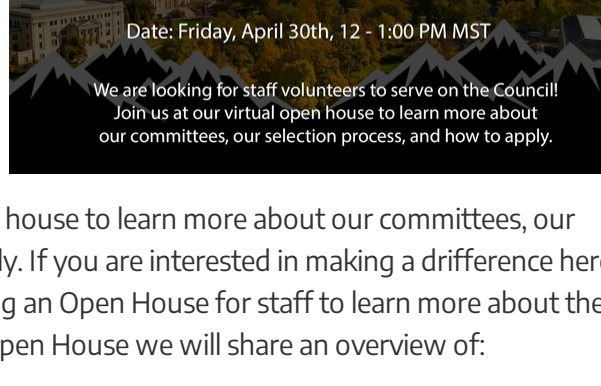 Date: Friday, April 30th, 12 - 1:00 PM MST
We are looking for staff volunteers to serve on the Council!
Join us at our virtual open house to learn more about
our committees, our selection process, and how to apply.
house to learn more about our committees, our
ly. If you are interested in making a drifference here
g an Open House for staff to learn more about the
pen House we will share an overview of: